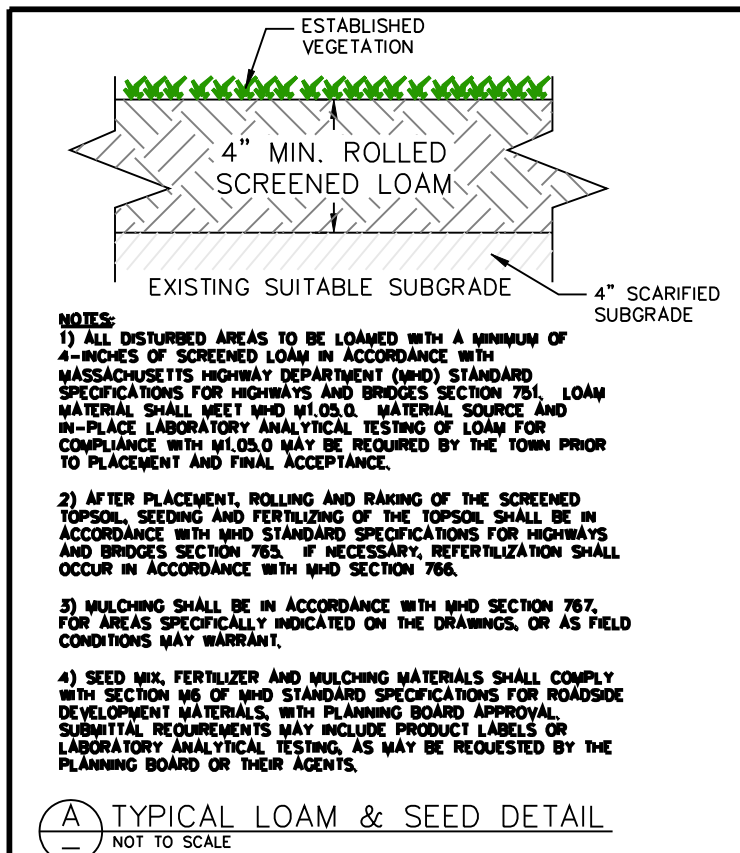 ESTABLISHED
VEGETATION
4" MIN. ROLLED
SCREENED LOAM
EXISTING SUITABLE SUBGRADE
4" SCARIFIED
SUBGRADE
NOTES:
1) ALL DISTURBED AREAS TO BE LOAMED WITH A MINIMUM OF
4-INCHES OF SCREENED LOAM IN ACCORDANCE WITH
MASSACHUSETTS HIGHWAY DEPARTMENT (MHD) STANDARD
SPECIFICATIONS FOR HIGHWAYS AND BRIDGES SECTION 751. LOAM
MATERIAL SHALL MEET MHD M1.05.0. MATERIAL SOURCE AND
IN-PLACE LABORATORY ANALYTICAL TESTING OF LOAM FOR
COMPLIANCE WITH M1.05.0 MAY BE REQUIRED BY THE TOWN PRIOR
TO PLACEMENT AND FINAL ACCEPTANCE.
2) AFTER PLACEMENT, ROLLING AND RAKING OF THE SCREENED
TOPSOIL, SEEDING AND FERTILIZING OF THE TOPSOIL SHALL BE IN
ACCORDANCE WITH MHD STANDARD SPECIFICATIONS FOR HIGHWAYS
AND BRIDGES SECTION 765. IF NECESSARY, REFERTILIZATION SHALL
OCCUR IN ACCORDANCE WITH MHD SECTION 766.
3) MULCHING SHALL BE IN ACCORDANCE WITH MHD SECTION 767,
FOR AREAS SPECIFICALLY INDICATED ON THE DRAWINGS, OR AS FIELD
CONDITIONS MAY WARRANT.
4) SEED MIX, FERTILIZER AND MULCHING MATERIALS SHALL COMPLY
WITH SECTION M6 OF MHD STANDARD SPECIFICATIONS FOR ROADSIDE
DEVELOPMENT MATERIALS, WITH PLANNING BOARD APPROVAL.
SUBMITTAL REQUIREMENTS MAY INCLUDE PRODUCT LABELS OR
LABORATORY ANALYTICAL TESTING, AS MAY BE REQUESTED BY THE
PLANNING BOARD OR THEIR AGENTS.
A
–
TYPICAL LOAM & SEED DETAIL
NOT TO SCALE